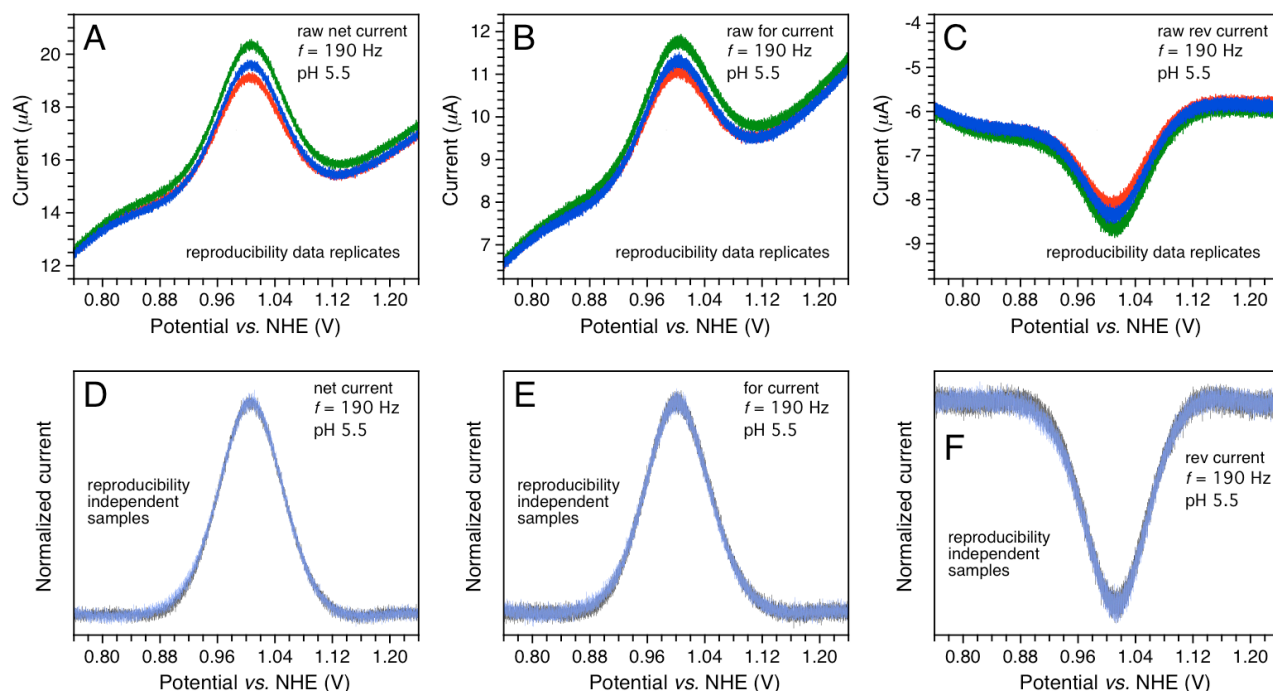 A
raw net current
f = 190 Hz
pH 5.5
reproducibility data replicates
Current (μA)
20
18
16
14
12
0.80 0.88 0.96 1.04 1.12 1.20
Potential vs. NHE (V)
B
raw for current
f = 190 Hz
pH 5.5
reproducibility data replicates
Current (μA)
12
11
10
9
8
7
0.80 0.88 0.96 1.04 1.12 1.20
Potential vs. NHE (V)
C
raw rev current
f = 190 Hz
pH 5.5
reproducibility data replicates
Current (μA)
-4
-5
-6
-7
-8
-9
0.80 0.88 0.96 1.04 1.12 1.20
Potential vs. NHE (V)
D
net current
f = 190 Hz
pH 5.5
reproducibility
independent
samples
Normalized current
0.80 0.88 0.96 1.04 1.12 1.20
Potential vs. NHE (V)
E
for current
f = 190 Hz
pH 5.5
reproducibility
independent
samples
Normalized current
0.80 0.88 0.96 1.04 1.12 1.20
Potential vs. NHE (V)
F
rev current
f = 190 Hz
pH 5.5
reproducibility
independent
samples
Normalized current
0.80 0.88 0.96 1.04 1.12 1.20
Potential vs. NHE (V)